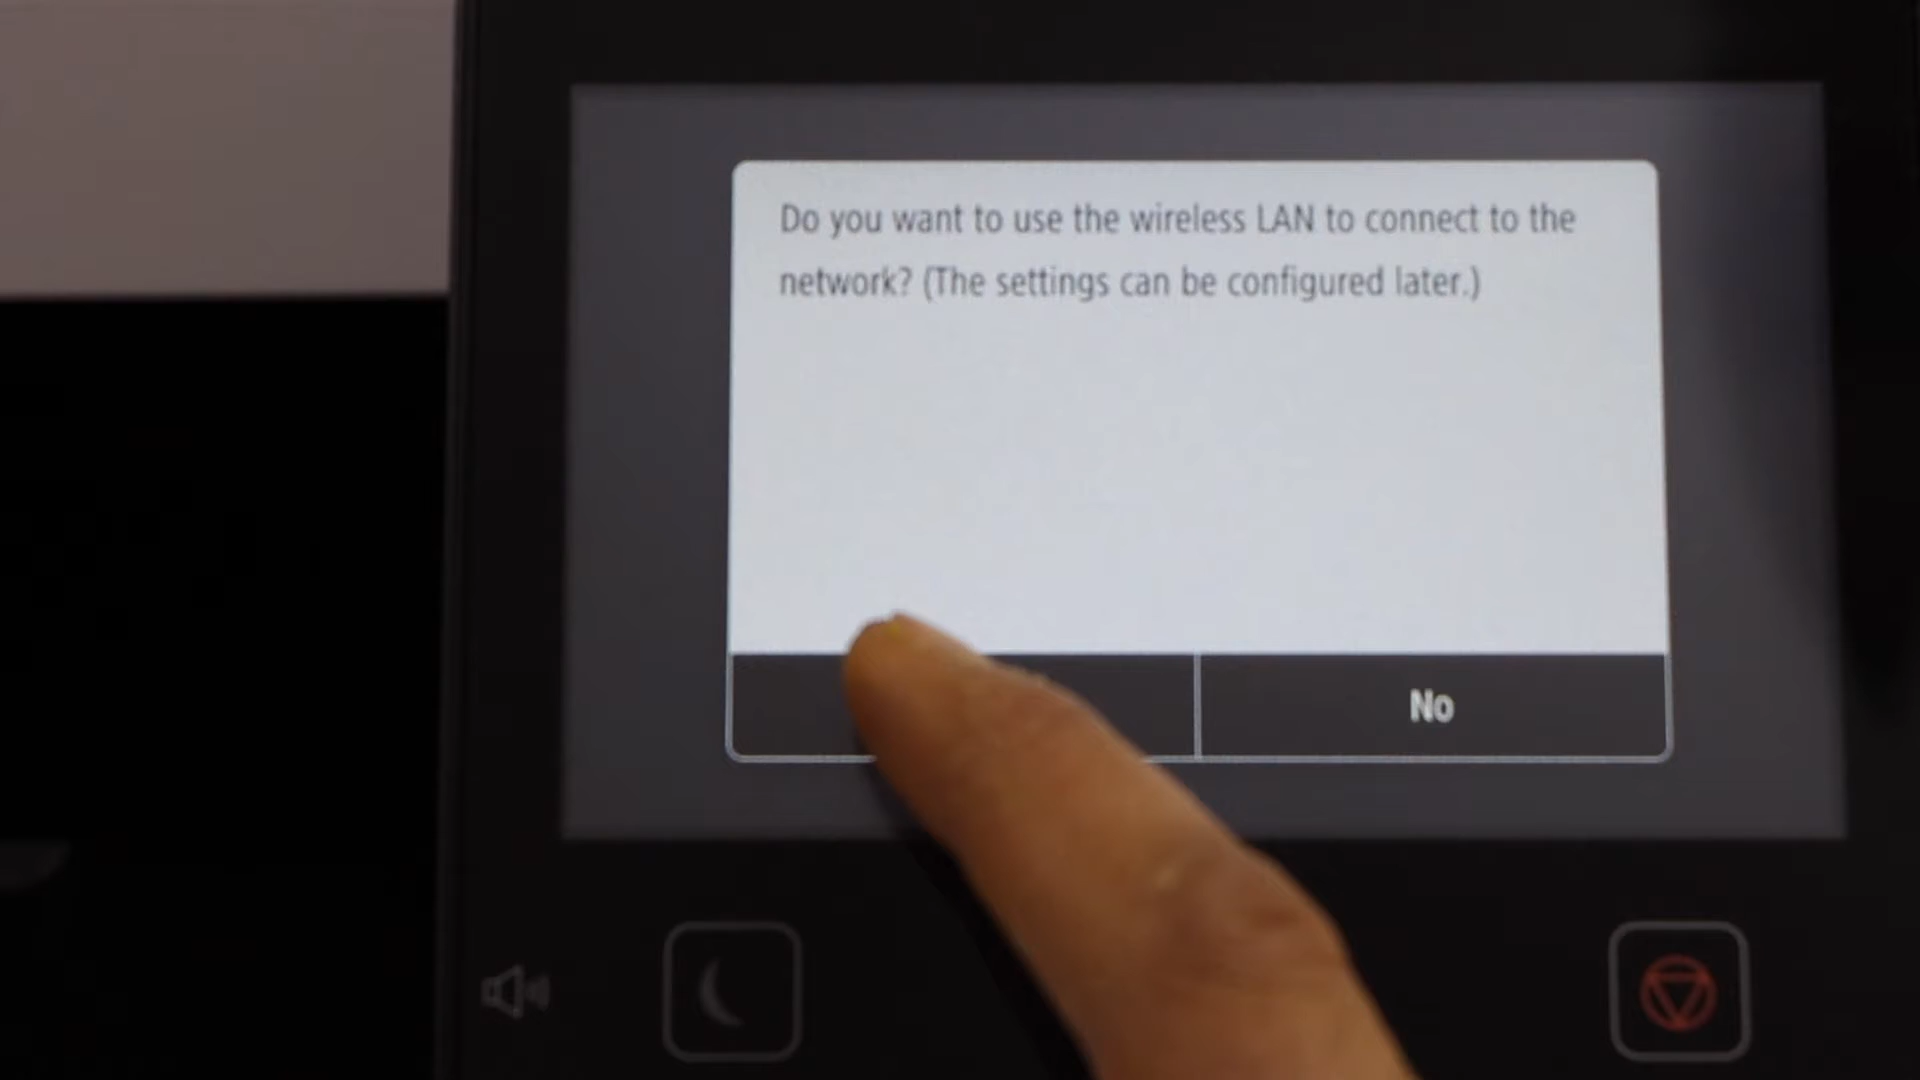 Do you want to use the wireless LAN to connect to the
network? (The settings can be configured later.)
No